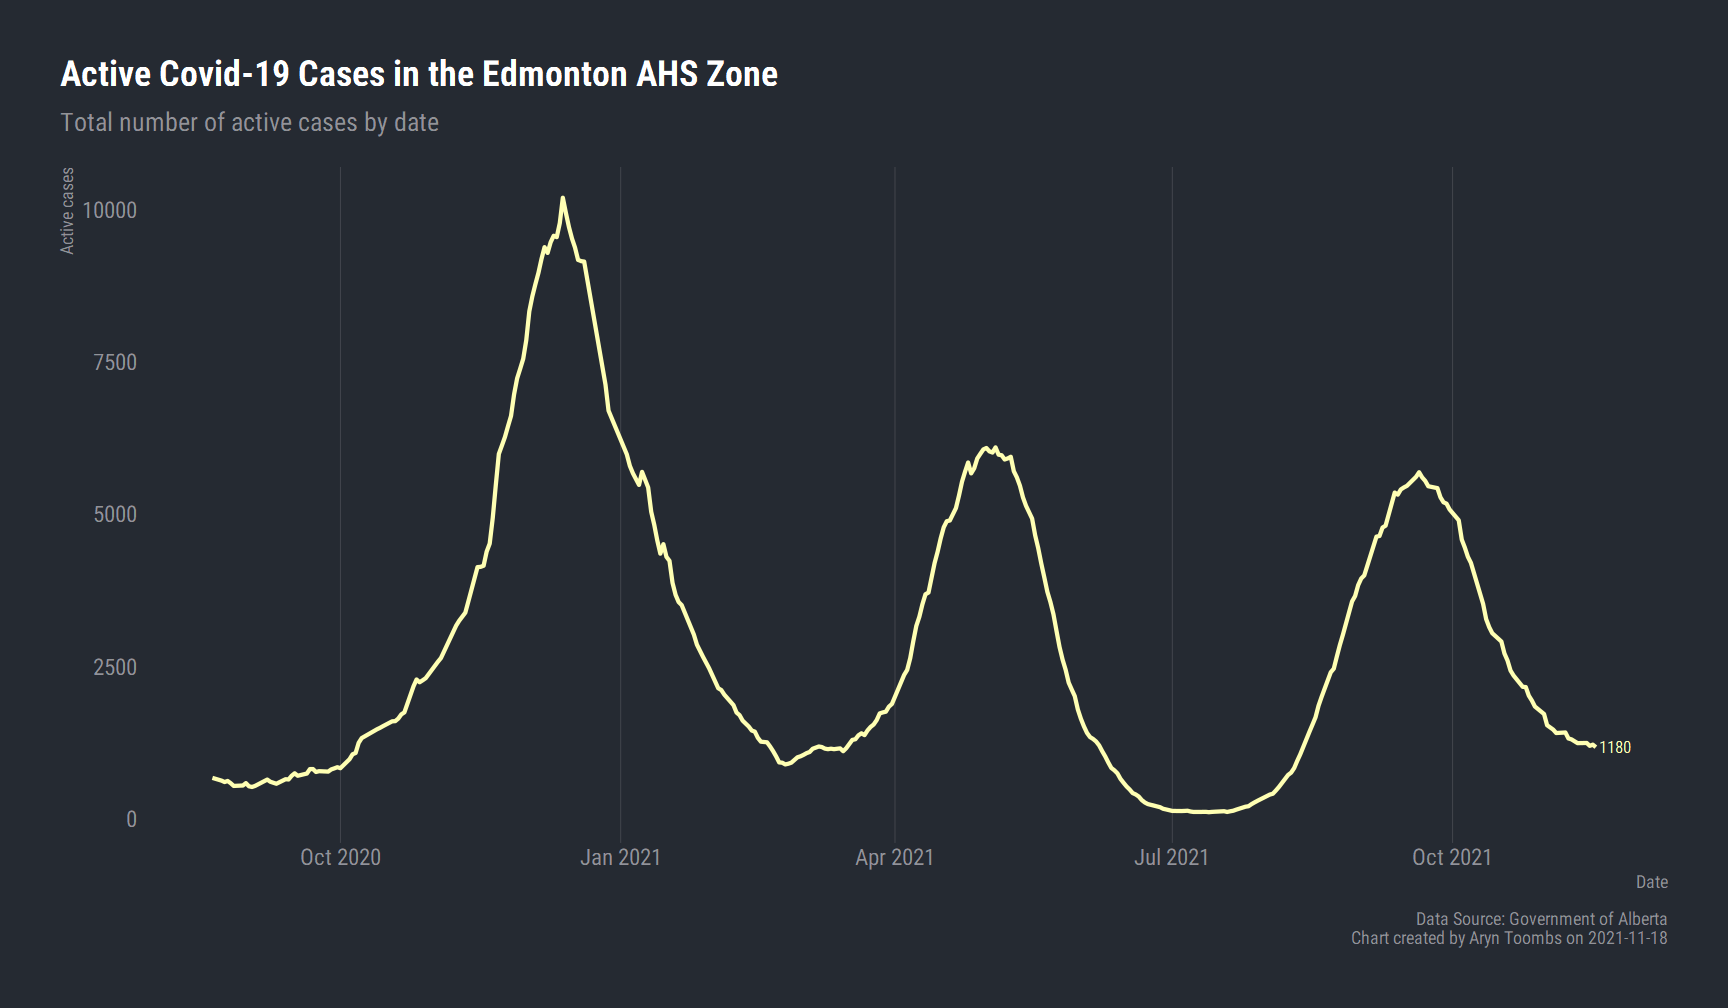 Active Covid-19 Cases in the Edmonton AHS Zone
Total number of active cases by date
Active cases
10000
7500
5000
2500
0
1180
Oct 2020
Jan 2021
Apr 2021
Jul 2021
Oct 2021
Date
Data Source: Government of Alberta
Chart created by Aryn Toombs on 2021-11-18